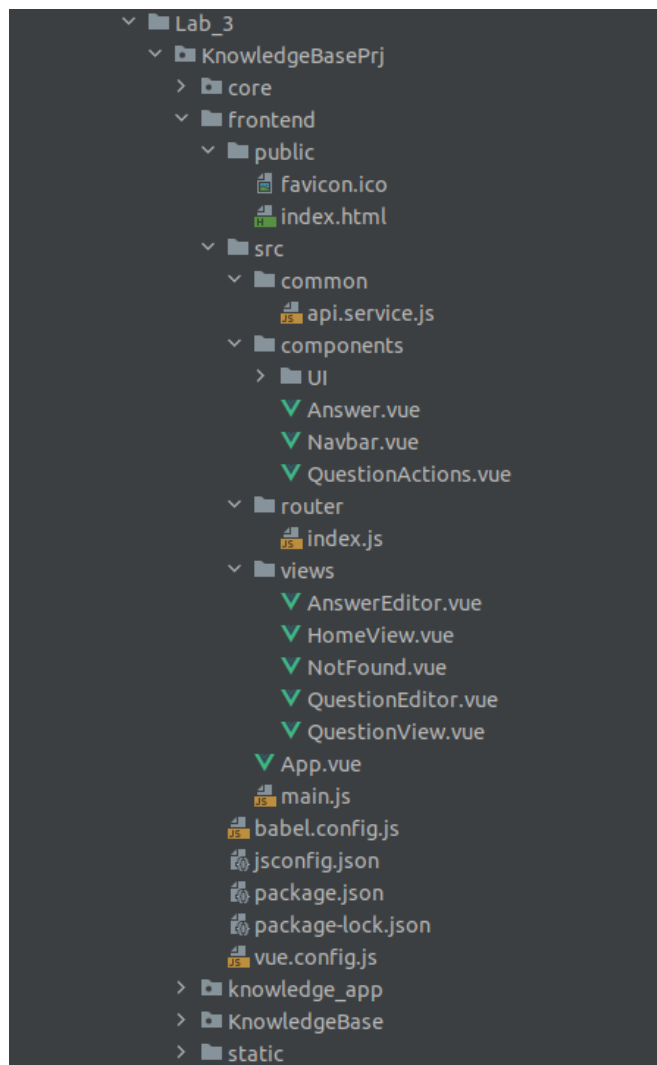 Lab_3
KnowledgeBasePrj
core
frontend
public
favicon.ico
index.html
src
common
api.service.js
components
UI
Answer.vue
Navbar.vue
QuestionActions.vue
router
index.js
views
AnswerEditor.vue
HomeView.vue
NotFound.vue
QuestionEditor.vue
QuestionView.vue
App.vue
main.js
babel.config.js
jsconfig.json
package.json
package-lock.json
vue.config.js
knowledge_app
KnowledgeBase
static